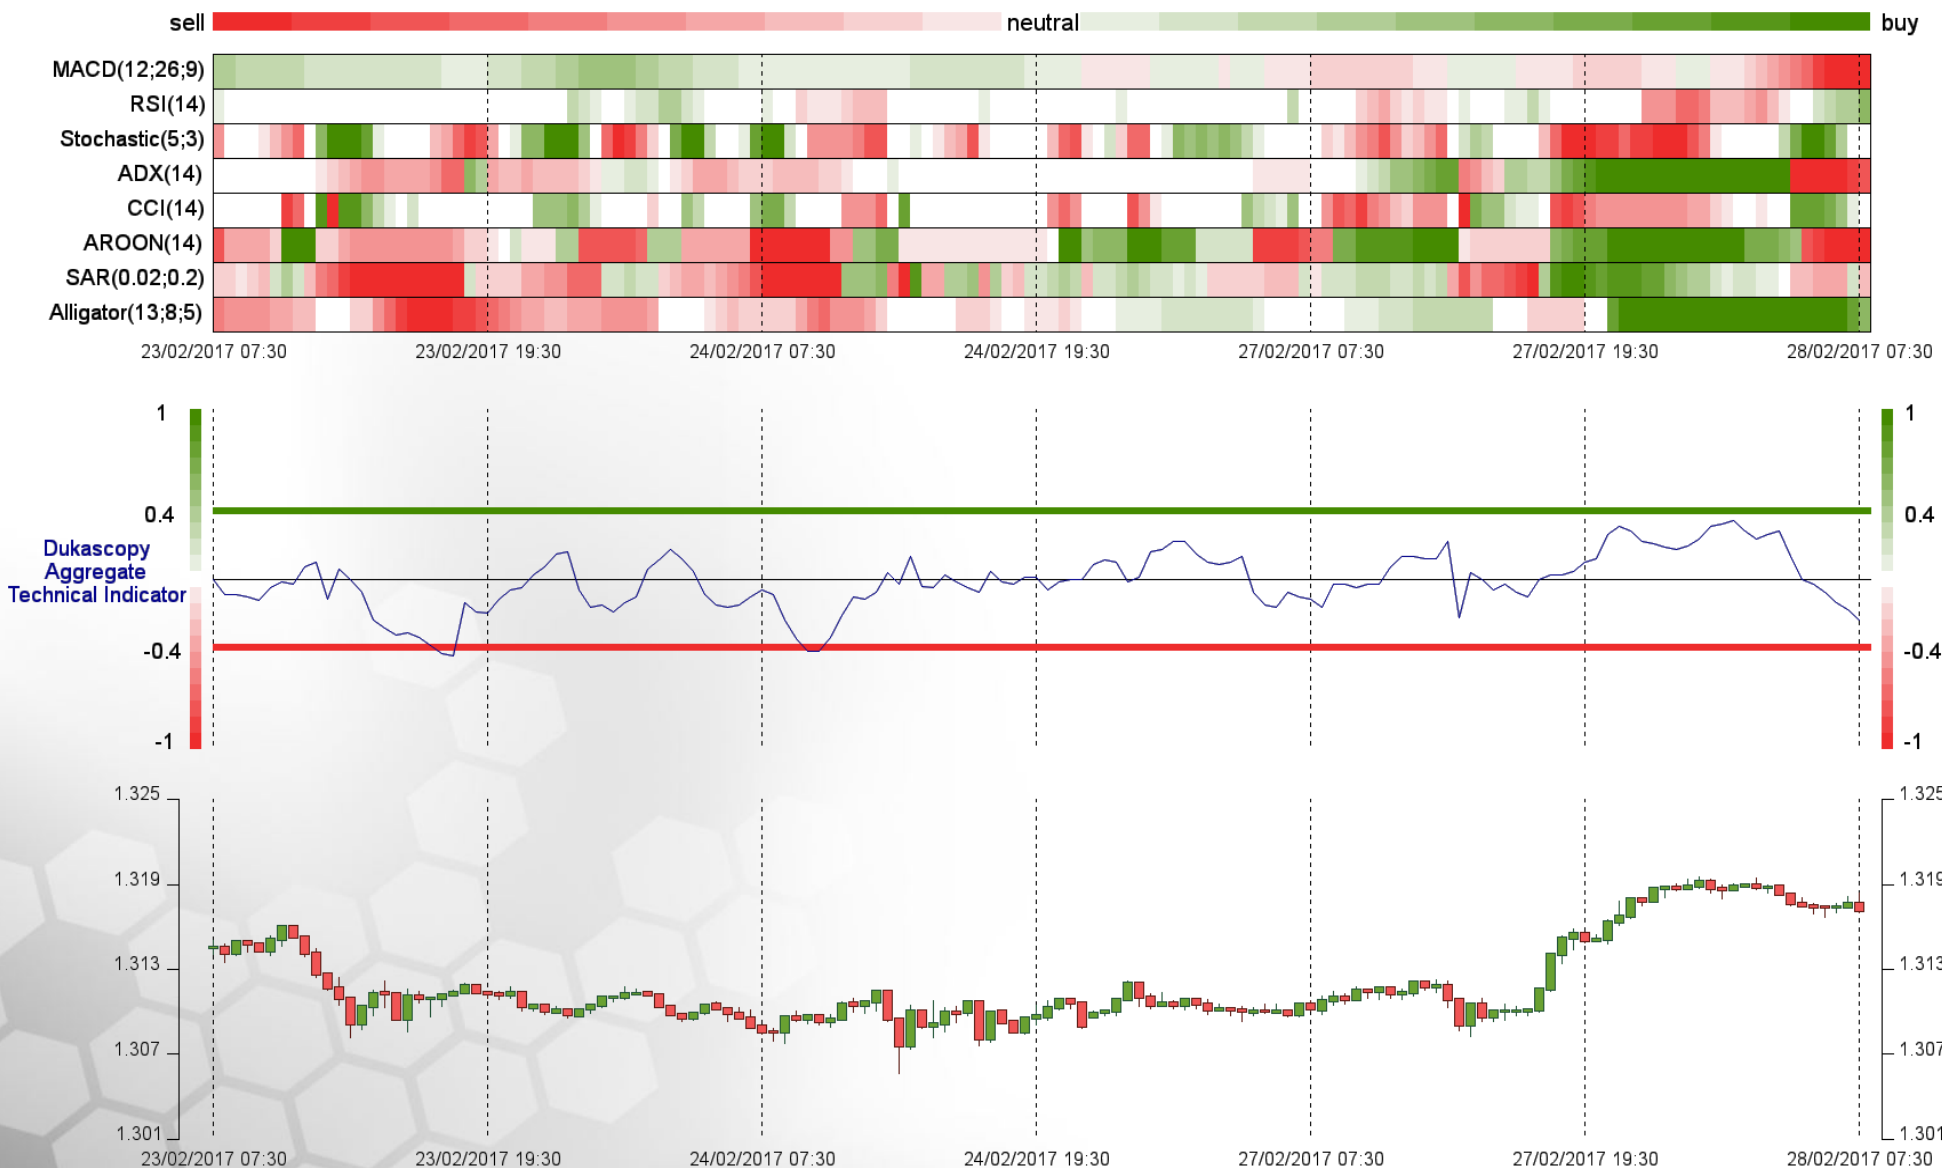 sell neutral buy
MACD(12;26;9)
RSI(14)
Stochastic(5;3)
ADX(14)
CCI(14)
AROON(14)
SAR(0.02;0.2)
Alligator(13;8;5)
23/02/2017 07:30 23/02/2017 19:30 24/02/2017 07:30 24/02/2017 19:30 27/02/2017 07:30 27/02/2017 19:30 28/02/2017 07:30
1 1
0.4 0.4
Dukascopy
Aggregate
Technical Indicator
-0.4 -0.4
-1 -1
1.325 1.325
1.319 1.319
1.313 1.313
1.307 1.307
1.301 1.301
23/02/2017 07:30 23/02/2017 19:30 24/02/2017 07:30 24/02/2017 19:30 27/02/2017 07:30 27/02/2017 19:30 28/02/2017 07:30